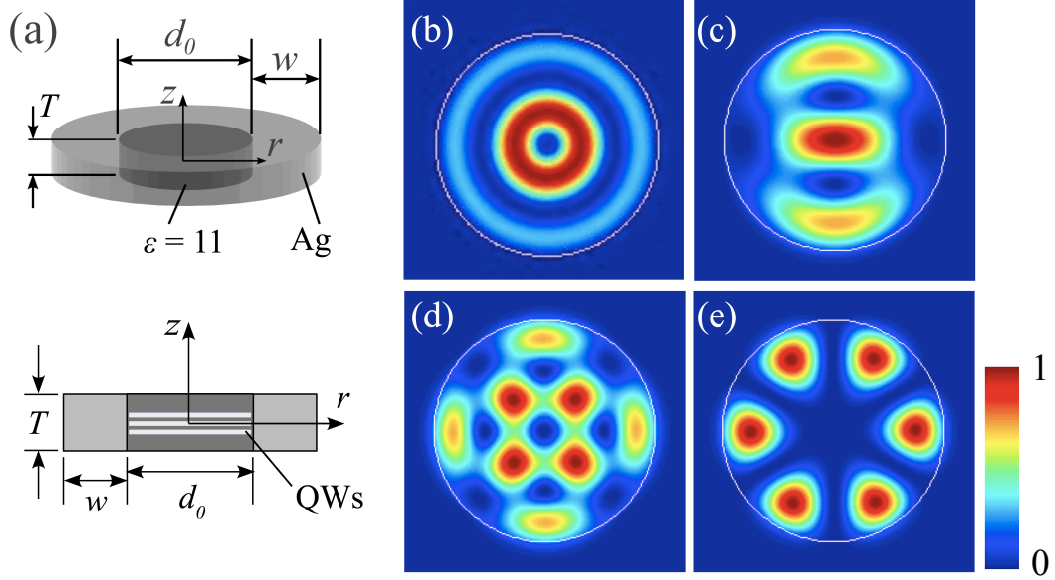 (a)
d₀
w
T
z
r
ε = 11
Ag
z
r
T
w
d₀
QWs
(b)
(c)
(d)
(e)
1
0